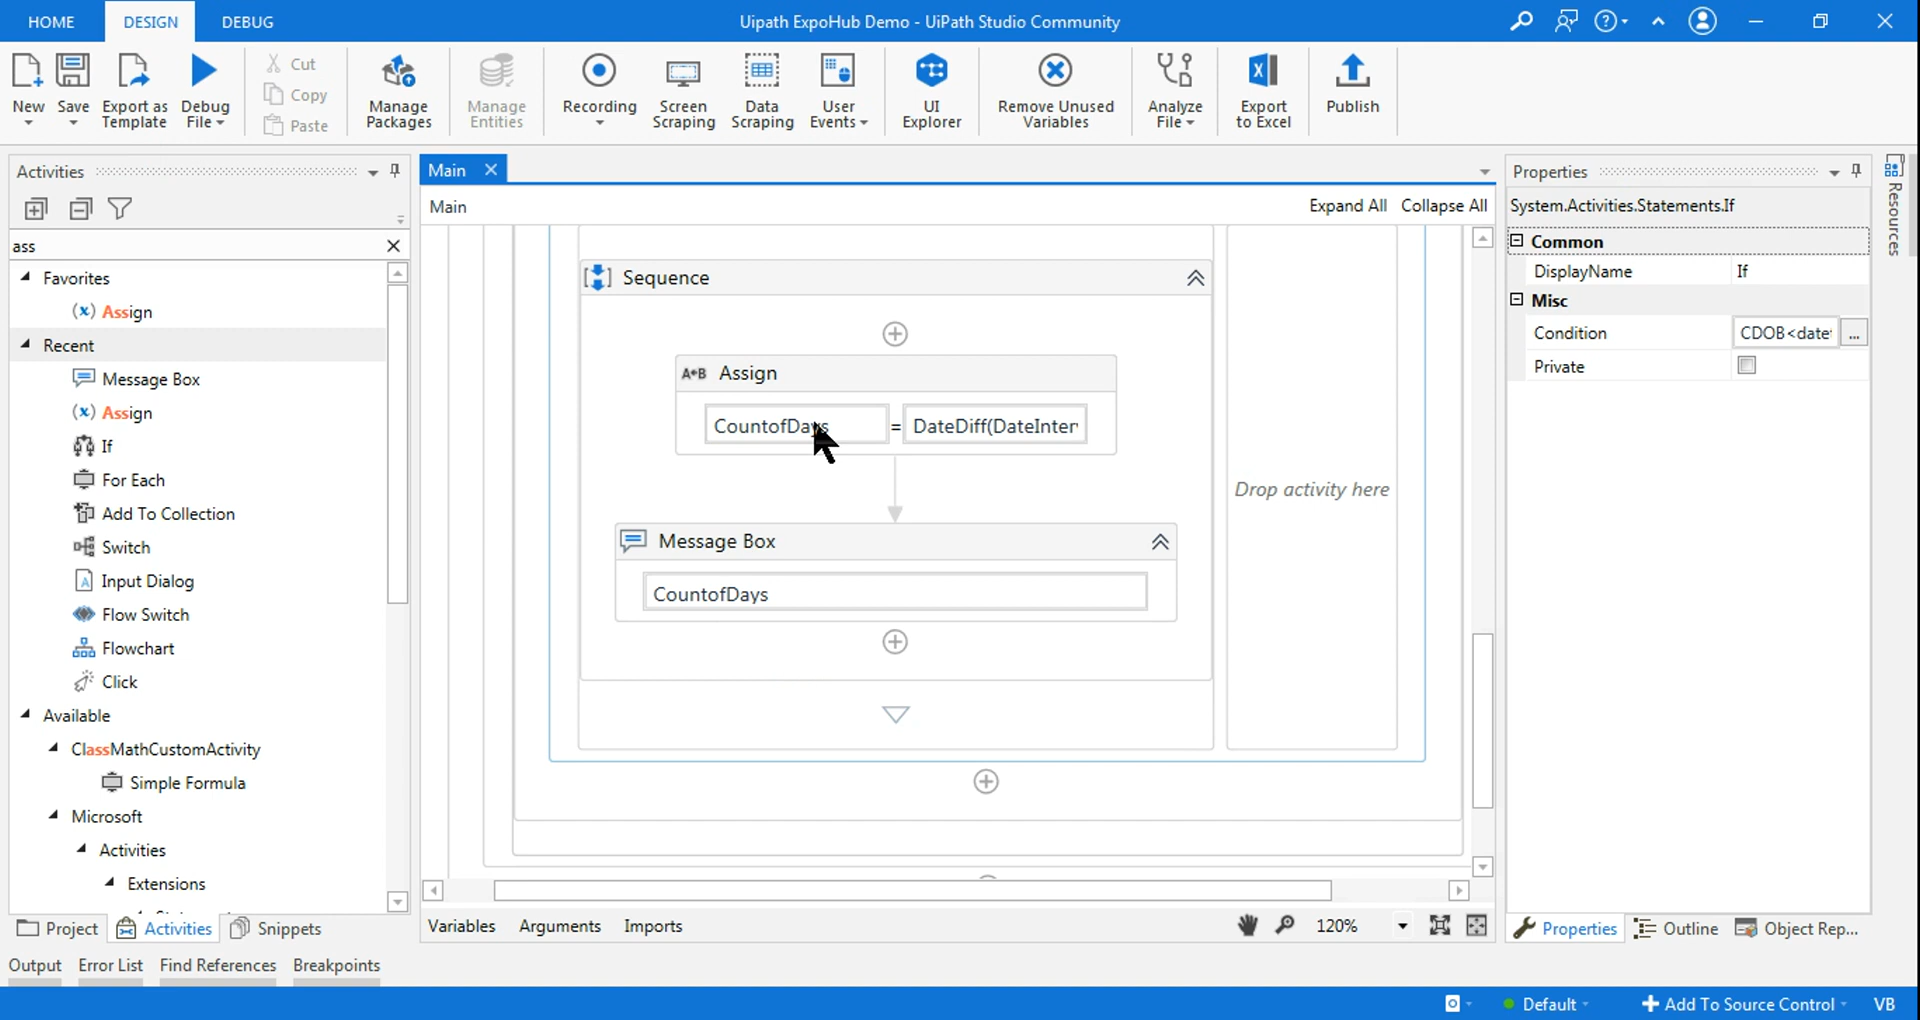 HOME
DESIGN
DEBUG
Uipath ExpoHub Demo - UiPath Studio Community
New
Save
Export as Template
Debug File
Cut
Copy
Paste
Manage Packages
Manage Entities
Recording
Screen Scraping
Data Scraping
User Events
UI Explorer
Remove Unused Variables
Analyze File
Export to Excel
Publish
Activities
ass
Favorites
Assign
Recent
Message Box
Assign
If
For Each
Add To Collection
Switch
Input Dialog
Flow Switch
Flowchart
Click
Available
ClassMathCustomActivity
Simple Formula
Microsoft
Activities
Extensions
Project
Activities
Snippets
Main
Main
Expand All
Collapse All
Sequence
A*B Assign
CountofDays = DateDiff(DateInter
Message Box
CountofDays
Drop activity here
Variables
Arguments
Imports
120%
Properties
System.Activities.Statements.If
Common
DisplayName
If
Misc
Condition
CDOB<date
...
Private
Properties
Outline
Object Rep...
Resources
Output
Error List
Find References
Breakpoints
Default
Add To Source Control
VB